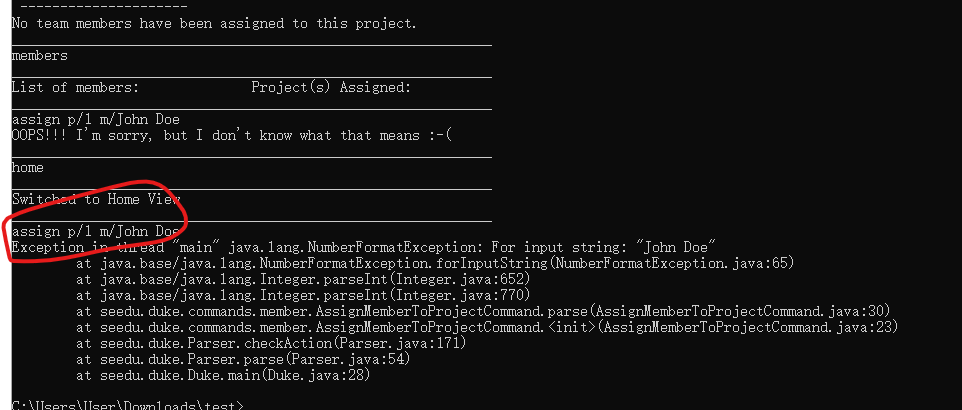 No team members have been assigned to this project.
members
List of members: Project(s) Assigned:
assign p/1 m/John Doe
OOPS!!! I'm sorry, but I don't know what that means :-(
home
Switched to Home View
assign p/1 m/John Doe
Exception in thread "main" java.lang.NumberFormatException: For input string: "John Doe"
at java.base/java.lang.NumberFormatException.forInputString(NumberFormatException.java:65)
at java.base/java.lang.Integer.parseInt(Integer.java:652)
at java.base/java.lang.Integer.parseInt(Integer.java:770)
at seedu.duke.commands.member.AssignMemberToProjectCommand.parse(AssignMemberToProjectCommand.java:30)
at seedu.duke.commands.member.AssignMemberToProjectCommand.<init>(AssignMemberToProjectCommand.java:23)
at seedu.duke.Parser.checkAction(Parser.java:171)
at seedu.duke.Parser.parse(Parser.java:54)
at seedu.duke.Duke.main(Duke.java:28)
C:\Users\User\Downloads\test>